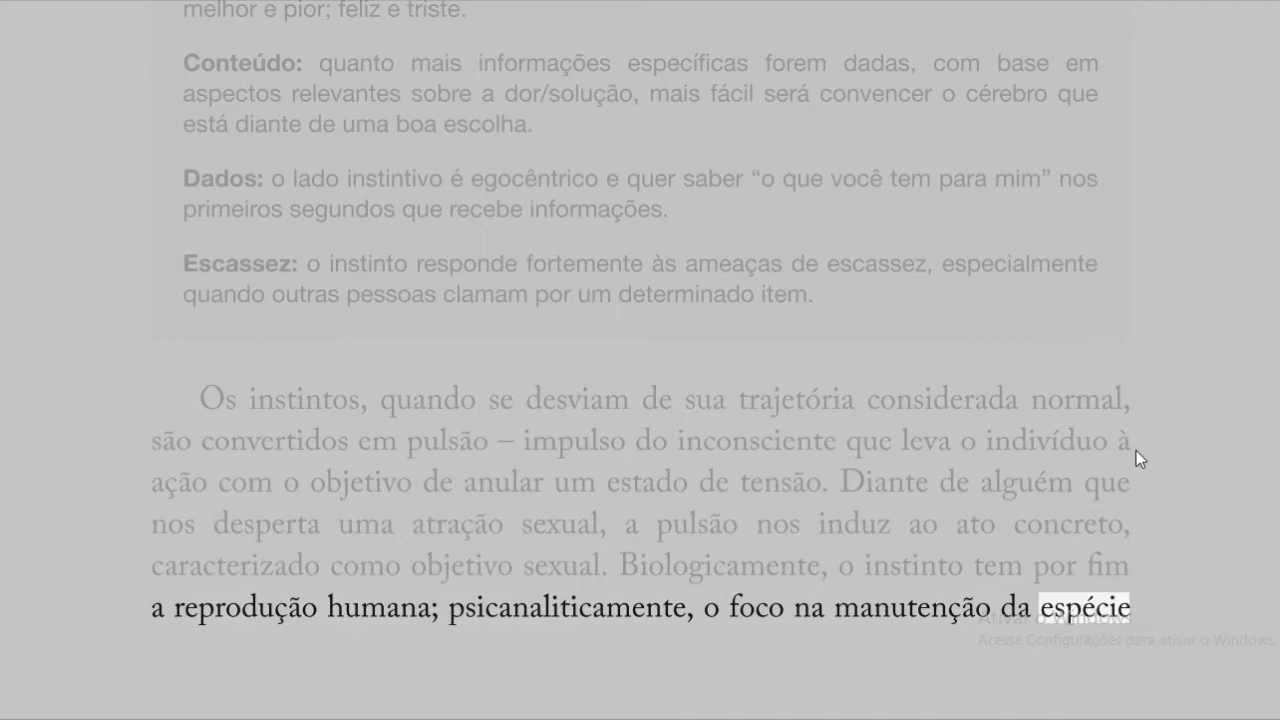 melhor e pior; feliz e triste.
Conteúdo: quanto mais informações específicas forem dadas, com base em
aspectos relevantes sobre a dor/solução, mais fácil será convencer o cérebro que
está diante de uma boa escolha.
Dados: o lado instintivo é egocêntrico e quer saber “o que você tem para mim” nos
primeiros segundos que recebe informações.
Escassez: o instinto responde fortemente às ameaças de escassez, especialmente
quando outras pessoas clamam por um determinado item.
Os instintos, quando se desviam de sua trajetória considerada normal,
são convertidos em pulsão – impulso do inconsciente que leva o indivíduo à
ação com o objetivo de anular um estado de tensão. Diante de alguém que
nos desperta uma atração sexual, a pulsão nos induz ao ato concreto,
caracterizado como objetivo sexual. Biologicamente, o instinto tem por fim
a reprodução humana; psicanaliticamente, o foco na manutenção da espécie
Ativar o Windows
Acesse Configurações para ativar o Windows.